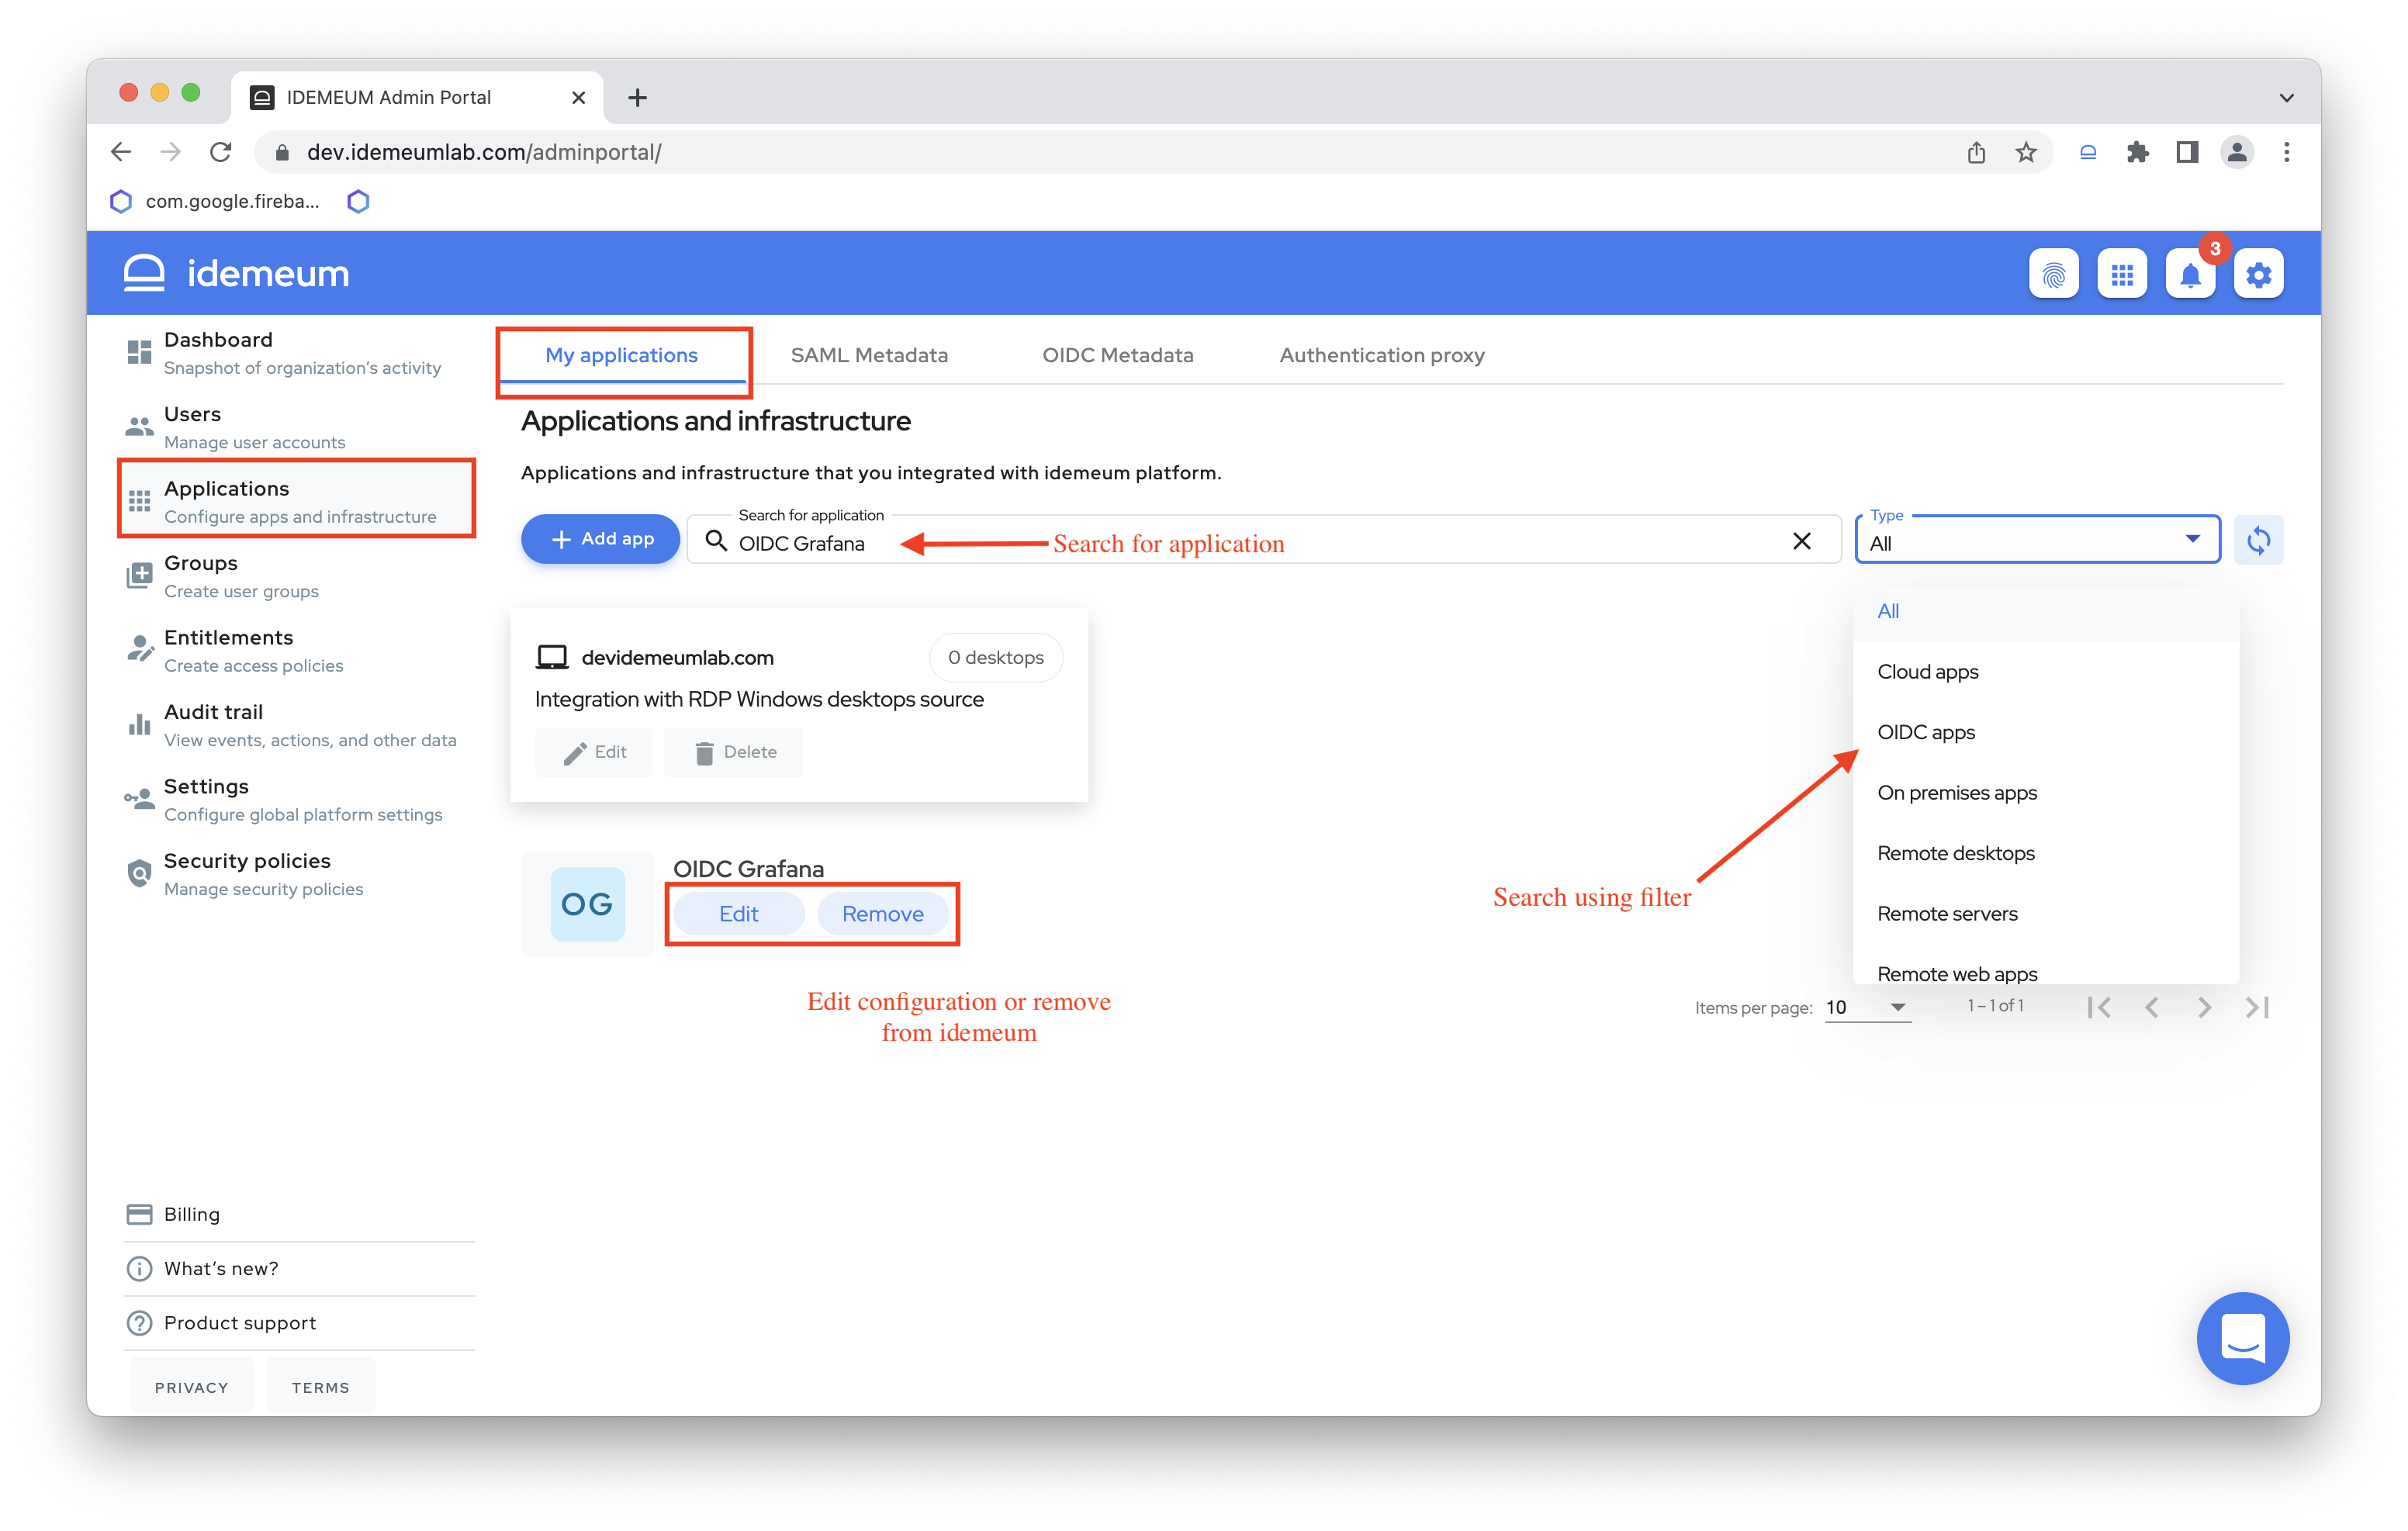 IDEMEUM Admin Portal
dev.idemeumlab.com/adminportal/
com.google.fireba...
idemeum
3
Dashboard
Snapshot of organization's activity
Users
Manage user accounts
Applications
Configure apps and infrastructure
Groups
Create user groups
Entitlements
Create access policies
Audit trail
View events, actions, and other data
Settings
Configure global platform settings
Security policies
Manage security policies
Billing
What's new?
Product support
PRIVACY TERMS
My applications SAML Metadata OIDC Metadata Authentication proxy
Applications and infrastructure
Applications and infrastructure that you integrated with idemeum platform.
Add app
Search for application
OIDC Grafana
Search for application
Type
All
All
Cloud apps
OIDC apps
On premises apps
Remote desktops
Remote servers
Remote web apps
devidemeumlab.com 0 desktops
Integration with RDP Windows desktops source
Edit Delete
OG
OIDC Grafana
Edit Remove
Search using filter
Edit configuration or remove
from idemeum
Items per page: 10 1 – 1 of 1